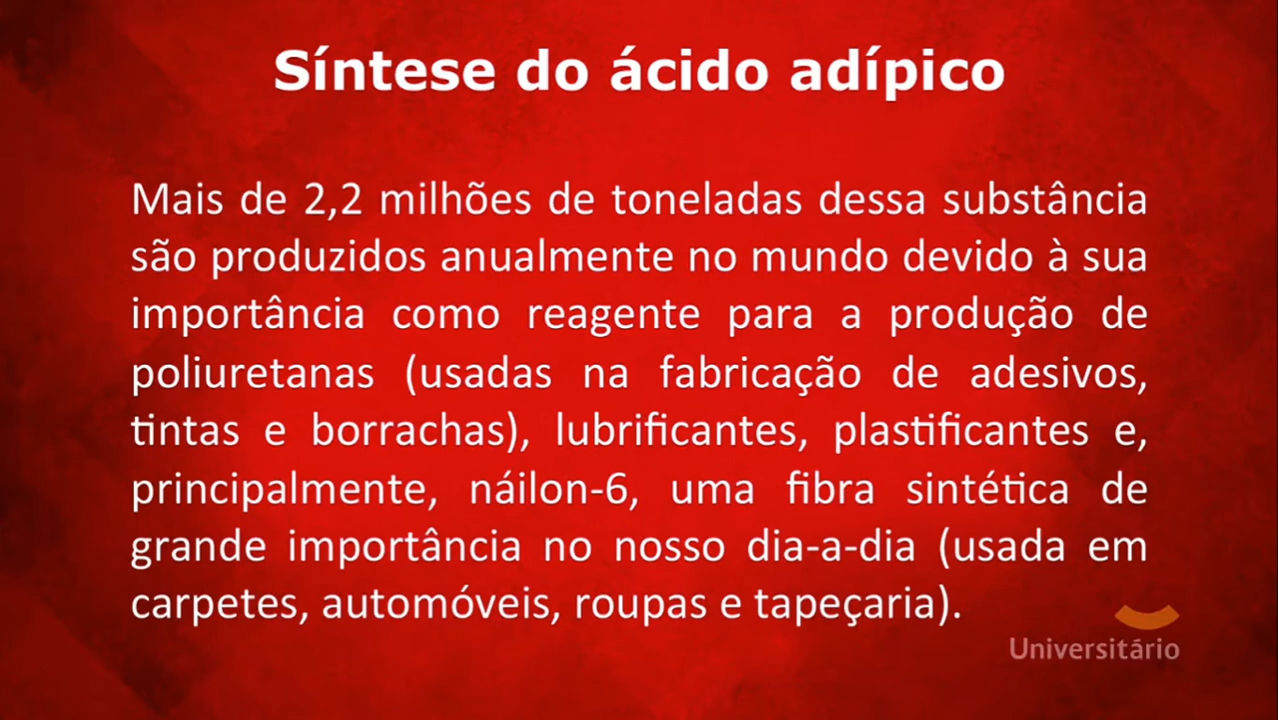 Síntese do ácido adípico
Mais de 2,2 milhões de toneladas dessa substância
são produzidos anualmente no mundo devido à sua
importância como reagente para a produção de
poliuretanas (usadas na fabricação de adesivos,
tintas e borrachas), lubrificantes, plastificantes e,
principalmente, náilon-6, uma fibra sintética de
grande importância no nosso dia-a-dia (usada em
carpetes, automóveis, roupas e tapeçaria).
Universitário